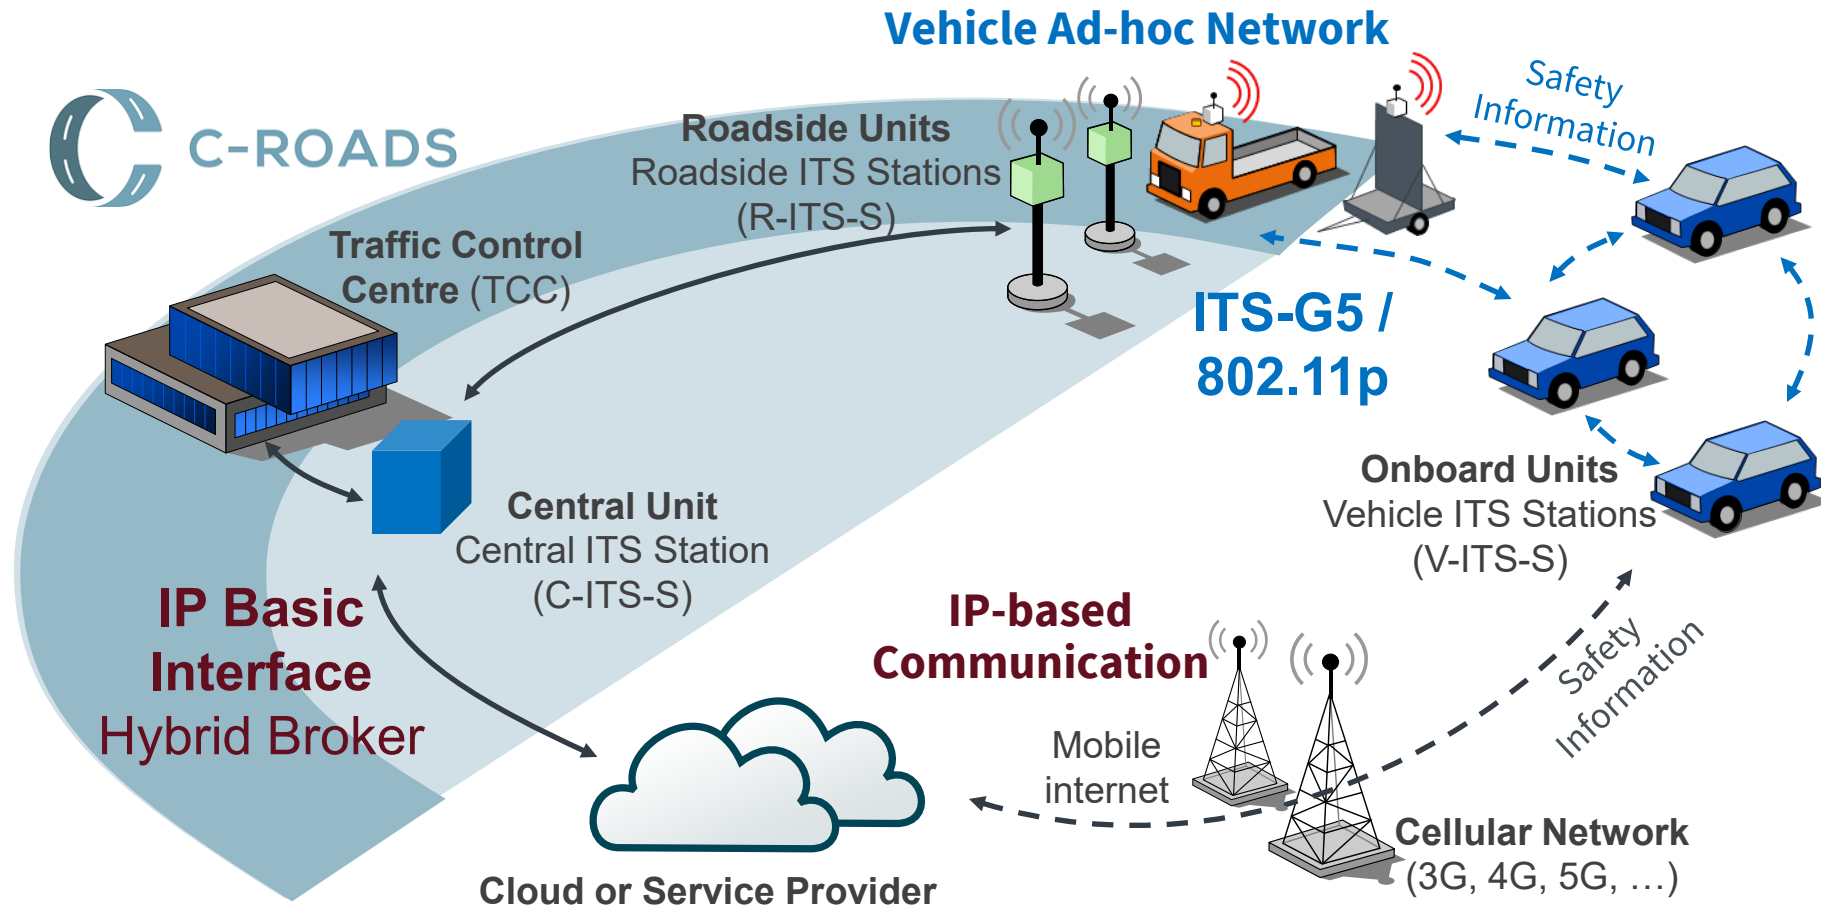 Vehicle Ad-hoc Network
C-ROADS
Roadside Units
Roadside ITS Stations
(R-ITS-S)
Safety
Information
Traffic Control
Centre (TCC)
ITS-G5 /
802.11p
Central Unit
Central ITS Station
(C-ITS-S)
Onboard Units
Vehicle ITS Stations
(V-ITS-S)
IP Basic
Interface
Hybrid Broker
IP-based
Communication
Safety
Information
Mobile
internet
Cellular Network
(3G, 4G, 5G, …)
Cloud or Service Provider